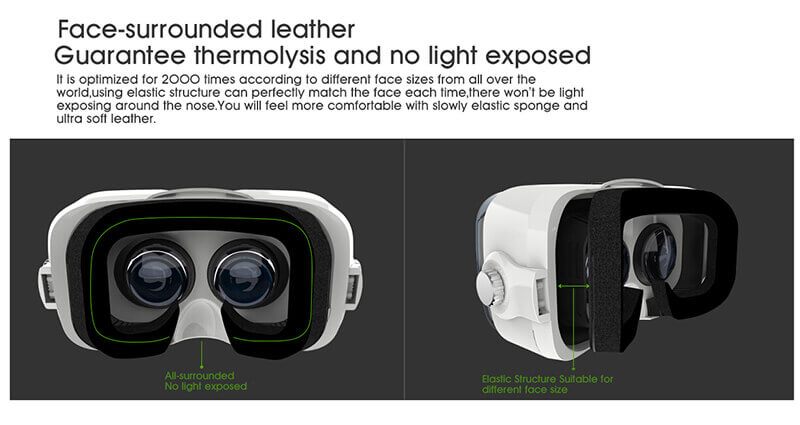 Face-surrounded leather
Guarantee thermolysis and no light exposed
It is optimized for 2000 times according to different face sizes from all over the
world,using elastic structure can perfectly match the face each time,there won't be light
exposing around the nose.You will feel more comfortable with slowly elastic sponge and
ultra soft leather.
All-surrounded
No light exposed
Elastic Structure Suitable for
different face size